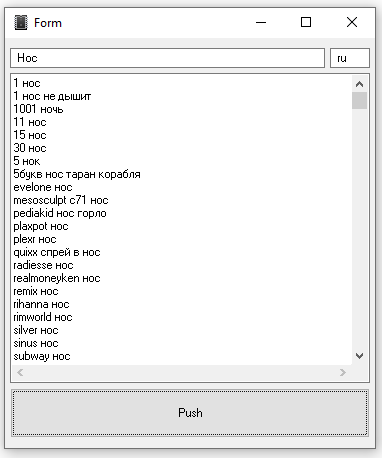 Form
Нос
ru
1 нос
1 нос не дышит
1001 ночь
11 нос
15 нос
30 нос
5 нок
5букв нос таран корабля
evelone нос
mesosculpt c71 нос
pediakid нос горло
plaxpot нос
plexr нос
quixx спрей в нос
radiesse нос
realmoneyken нос
remix нос
rihanna нос
rimworld нос
silver нос
sinus нос
subway нос
Push